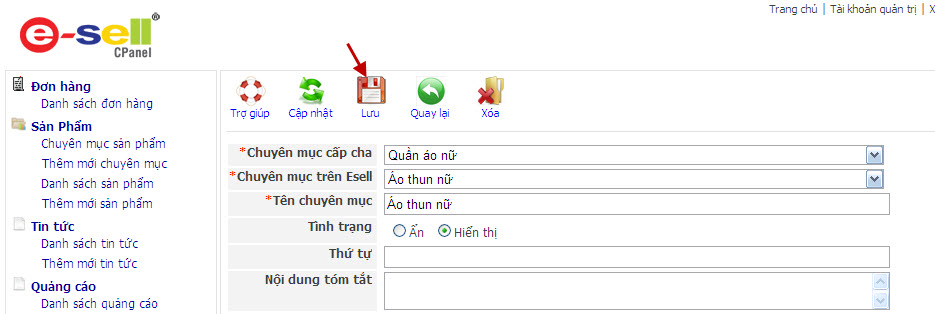 Trang chủ | Tài khoản quản trị | X
e-sell®
CPanel
Đơn hàng
Danh sách đơn hàng
Sản Phẩm
Chuyên mục sản phẩm
Thêm mới chuyên mục
Danh sách sản phẩm
Thêm mới sản phẩm
Tin tức
Danh sách tin tức
Thêm mới tin tức
Quảng cáo
Danh sách quảng cáo
Trợ giúp Cập nhật Lưu Quay lại Xóa
*Chuyên mục cấp cha Quần áo nữ
*Chuyên mục trên Esell Áo thun nữ
*Tên chuyên mục Áo thun nữ
Tình trạng Ẩn Hiển thị
Thứ tự
Nội dung tóm tắt